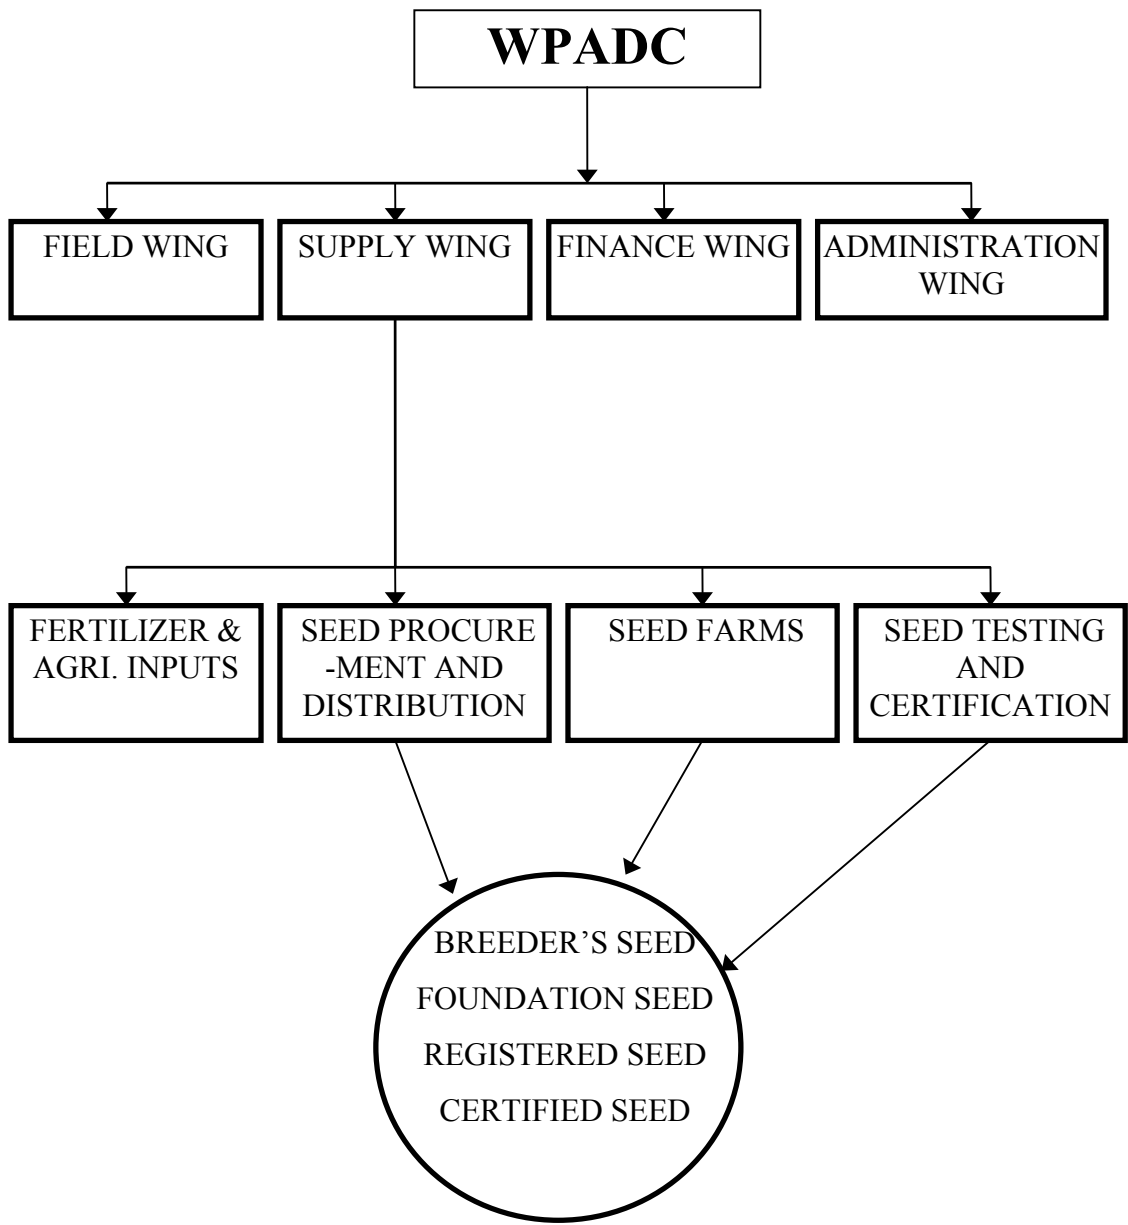 WPADC
FIELD WING
SUPPLY WING
FINANCE WING
ADMINISTRATION
WING
FERTILIZER &
AGRI. INPUTS
SEED PROCURE
-MENT AND
DISTRIBUTION
SEED FARMS
SEED TESTING
AND
CERTIFICATION
BREEDER’S SEED
FOUNDATION SEED
REGISTERED SEED
CERTIFIED SEED